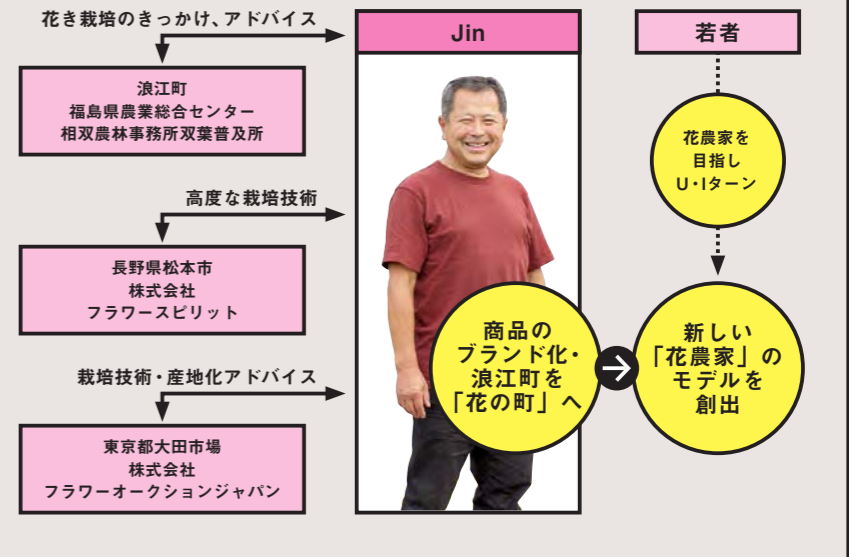 花き栽培のきっかけ、アドバイス
浪江町
福島県農業総合センター
相双農林事務所双葉普及所
高度な栽培技術
長野県松本市
株式会社
フラワースピリット
栽培技術・産地化アドバイス
東京都大田市場
株式会社
フラワーオークションジャパン
Jin
商品の
ブランド化・
浪江町を
「花の町」へ
若者
花農家を
目指し
U・Iターン
新しい
「花農家」の
モデルを
創出